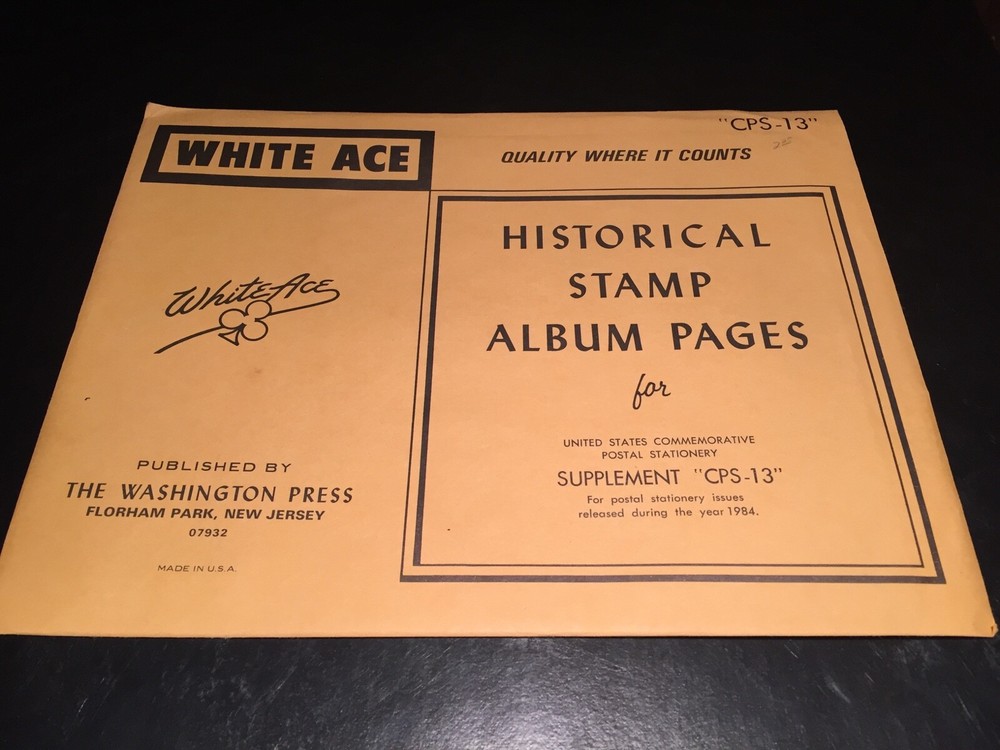 "CPS-13"
WHITE ACE
QUALITY WHERE IT COUNTS
White Ace
PUBLISHED BY
THE WASHINGTON PRESS
FLORHAM PARK, NEW JERSEY
07932
MADE IN U.S.A.
HISTORICAL
STAMP
ALBUM PAGES
for
UNITED STATES COMMEMORATIVE
POSTAL STATIONERY
SUPPLEMENT "CPS-13"
For postal stationery issues
released during the year 1984.